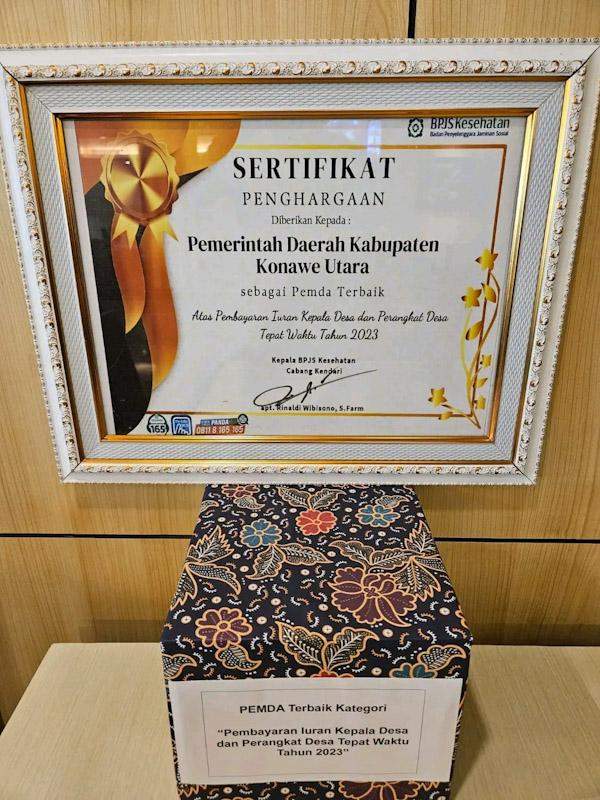 BPJS Kesehatan
Badan Penyelenggara Jaminan Sosial
SERTIFIKAT
PENGHARGAAN
Diberikan Kepada :
Pemerintah Daerah Kabupaten
Konawe Utara
sebagai Pemda Terbaik
Atas Pembayaran Iuran Kepala Desa dan Perangkat Desa
Tepat Waktu Tahun 2023
Kepala BPJS Kesehatan
Cabang Kendari
apt. Rinaldi Wibisono, S.Farm
165
PANDAWA
0811 8 165 165
PEMDA Terbaik Kategori
“Pembayaran Iuran Kepala Desa
dan Perangkat Desa Tepat Waktu
Tahun 2023”